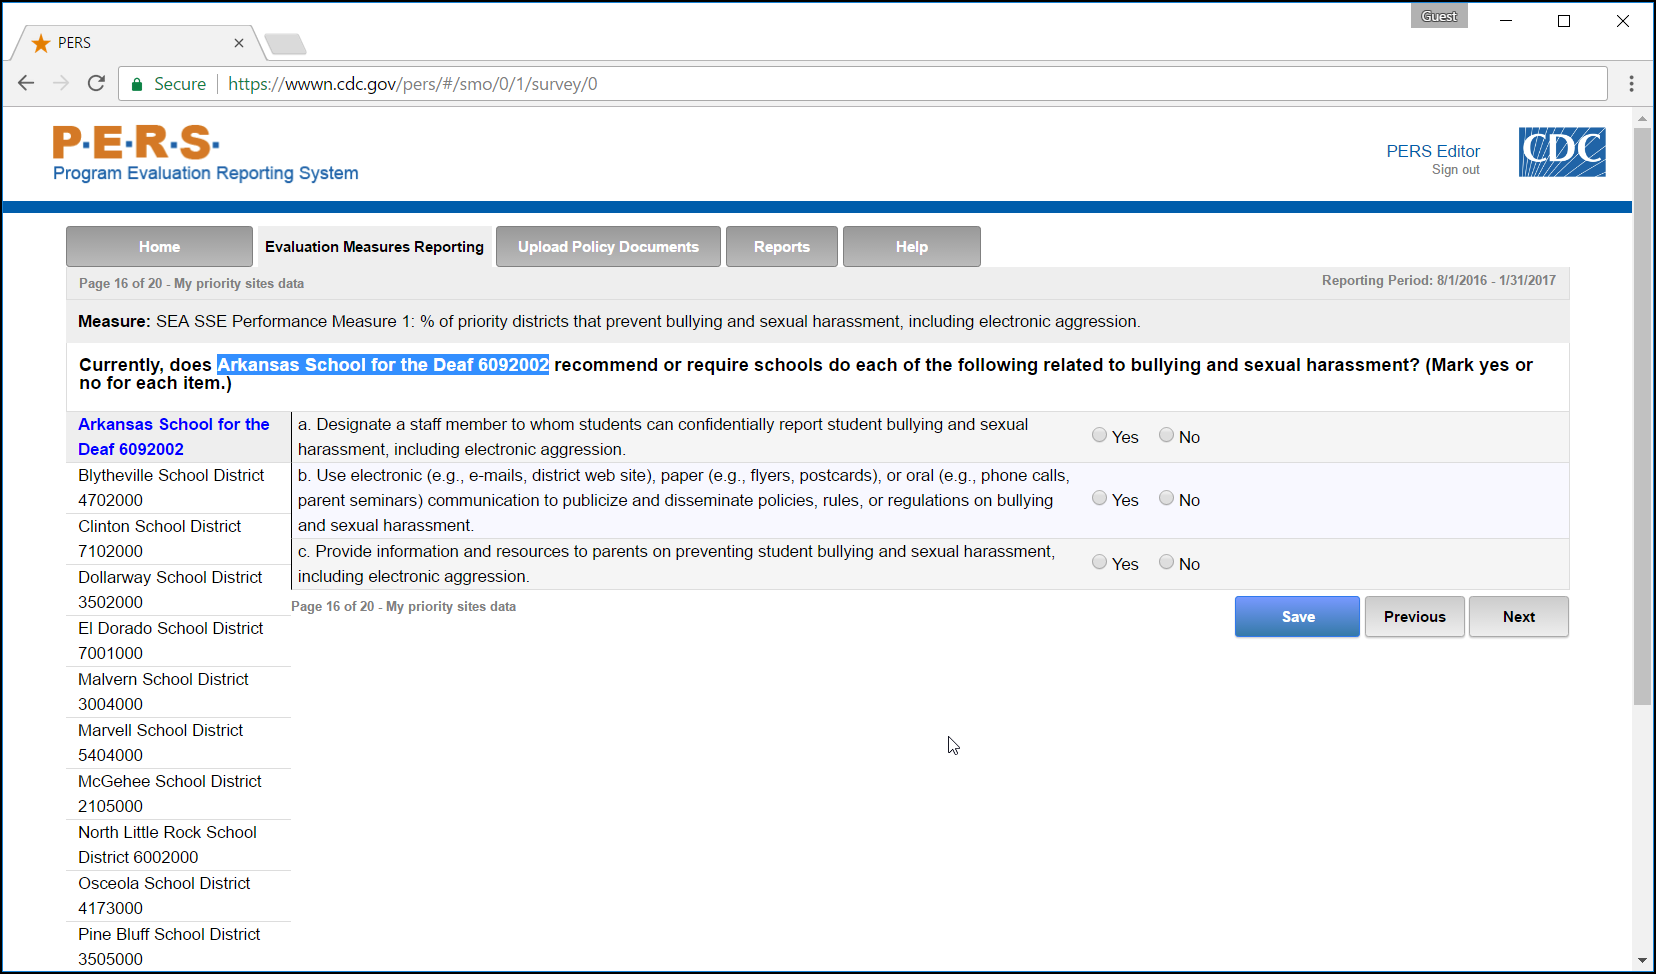 Guest
PERS
Secure
https://wwwn.cdc.gov/pers/#/smo/0/1/survey/0
P·E·R·S·
Program Evaluation Reporting System
PERS Editor
Sign out
CDC
Home
Evaluation Measures Reporting
Upload Policy Documents
Reports
Help
Page 16 of 20 - My priority sites data
Reporting Period: 8/1/2016 - 1/31/2017
Measure: SEA SSE Performance Measure 1: % of priority districts that prevent bullying and sexual harassment, including electronic aggression.
Currently, does Arkansas School for the Deaf 6092002 recommend or require schools do each of the following related to bullying and sexual harassment? (Mark yes or
no for each item.)
Arkansas School for the
Deaf 6092002
Blytheville School District
4702000
Clinton School District
7102000
Dollarway School District
3502000
El Dorado School District
7001000
Malvern School District
3004000
Marvell School District
5404000
McGehee School District
2105000
North Little Rock School
District 6002000
Osceola School District
4173000
Pine Bluff School District
3505000
a. Designate a staff member to whom students can confidentially report student bullying and sexual
harassment, including electronic aggression.
Yes No
b. Use electronic (e.g., e-mails, district web site), paper (e.g., flyers, postcards), or oral (e.g., phone calls,
parent seminars) communication to publicize and disseminate policies, rules, or regulations on bullying
and sexual harassment.
Yes No
c. Provide information and resources to parents on preventing student bullying and sexual harassment,
including electronic aggression.
Yes No
Page 16 of 20 - My priority sites data
Save
Previous
Next